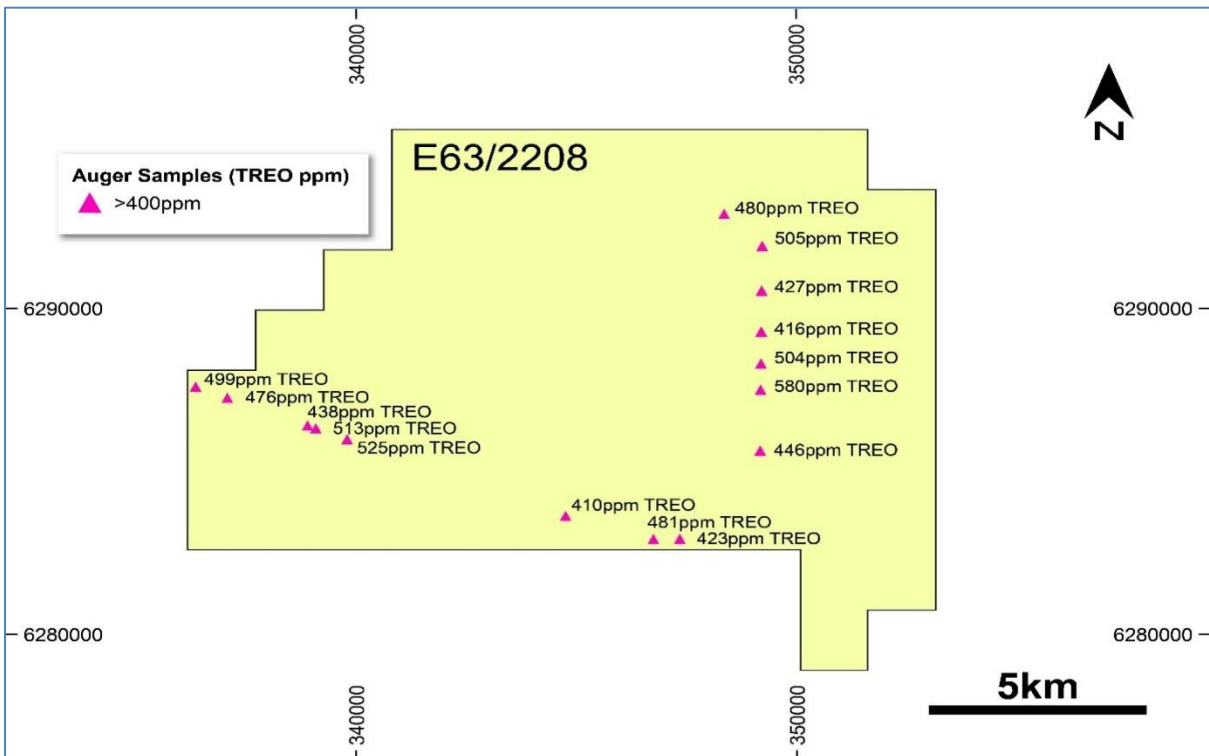 340000
350000
E63/2208
N
Auger Samples (TREO ppm)
>400ppm
480ppm TREO
505ppm TREO
427ppm TREO
6290000
6290000
416ppm TREO
504ppm TREO
499ppm TREO
580ppm TREO
476ppm TREO
438ppm TREO
513ppm TREO
525ppm TREO
446ppm TREO
410ppm TREO
481ppm TREO
423ppm TREO
6280000
6280000
5km
340000
350000